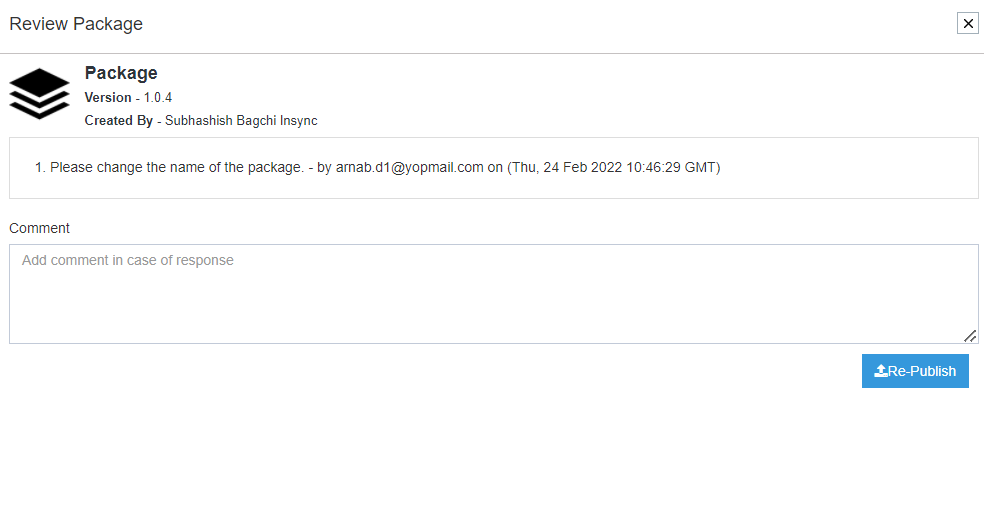 Review Package
Package
Version - 1.0.4
Created By - Subhashish Bagchi Insync
1. Please change the name of the package. - by arnab.d1@yopmail.com on (Thu, 24 Feb 2022 10:46:29 GMT)
Comment
Add comment in case of response
Re-Publish